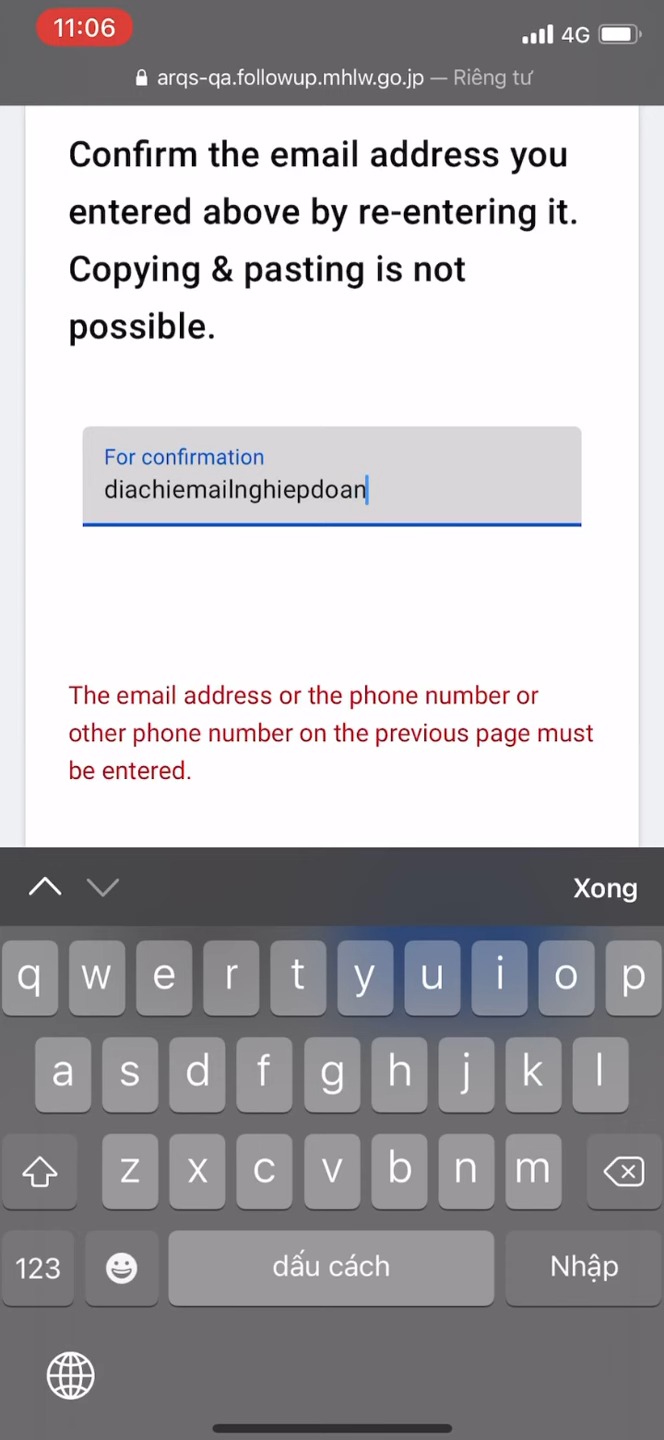 11:06
4G
arqs-qa.followup.mhlw.go.jp — Riêng tư
Confirm the email address you
entered above by re-entering it.
Copying & pasting is not
possible.
For confirmation
diachiemailnghiepdoan
The email address or the phone number or
other phone number on the previous page must
be entered.
Xong
q w e r t y u i o p
a s d f g h j k l
z x c v b n m
123 dấu cách Nhập